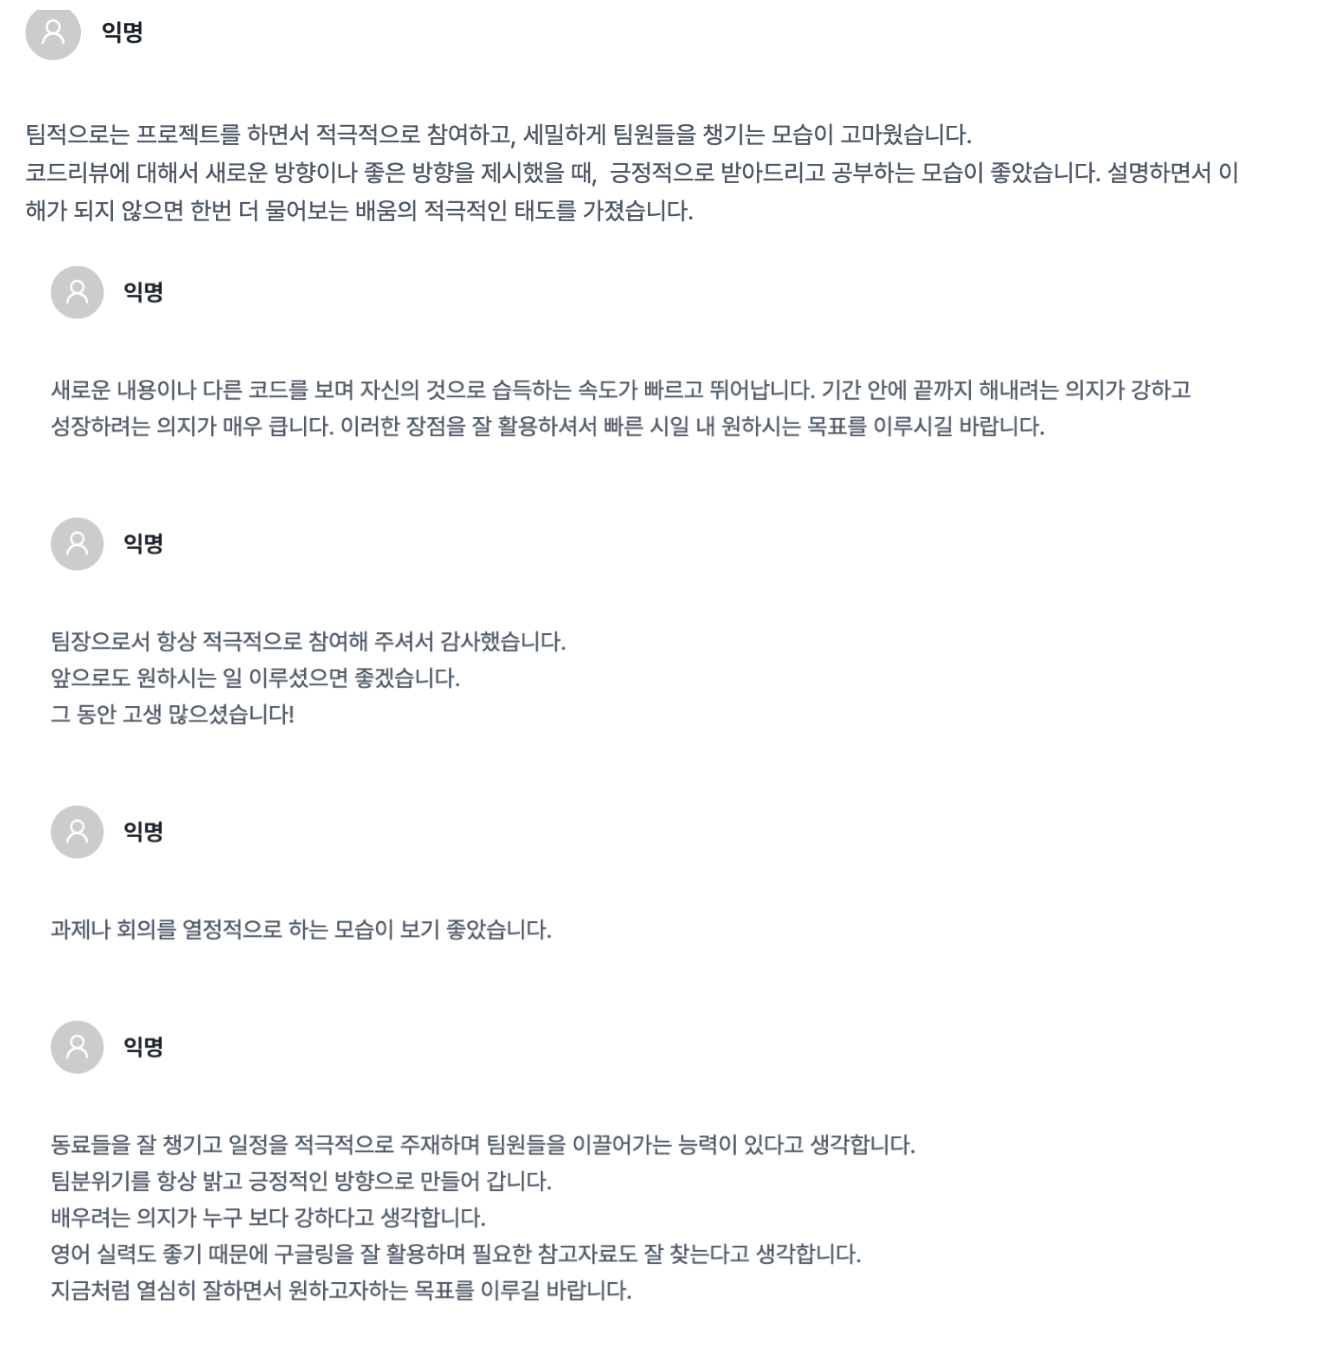 익명
팀적으로는 프로젝트를 하면서 적극적으로 참여하고, 세밀하게 팀원들을 챙기는 모습이 고마웠습니다.
코드리뷰에 대해서 새로운 방향이나 좋은 방향을 제시했을 때, 긍정적으로 받아드리고 공부하는 모습이 좋았습니다. 설명하면서 이
해가 되지 않으면 한번 더 물어보는 배움의 적극적인 태도를 가졌습니다.
익명
새로운 내용이나 다른 코드를 보며 자신의 것으로 습득하는 속도가 빠르고 뛰어납니다. 기간 안에 끝까지 해내려는 의지가 강하고
성장하려는 의지가 매우 큽니다. 이러한 장점을 잘 활용하셔서 빠른 시일 내 원하시는 목표를 이루시길 바랍니다.
익명
팀장으로서 항상 적극적으로 참여해 주셔서 감사했습니다.
앞으로도 원하시는 일 이루셨으면 좋겠습니다.
그 동안 고생 많으셨습니다!
익명
과제나 회의를 열정적으로 하는 모습이 보기 좋았습니다.
익명
동료들을 잘 챙기고 일정을 적극적으로 주재하며 팀원들을 이끌어가는 능력이 있다고 생각합니다.
팀분위기를 항상 밝고 긍정적인 방향으로 만들어 갑니다.
배우려는 의지가 누구 보다 강하다고 생각합니다.
영어 실력도 좋기 때문에 구글링을 잘 활용하며 필요한 참고자료도 잘 찾는다고 생각합니다.
지금처럼 열심히 잘하면서 원하고자하는 목표를 이루길 바랍니다.